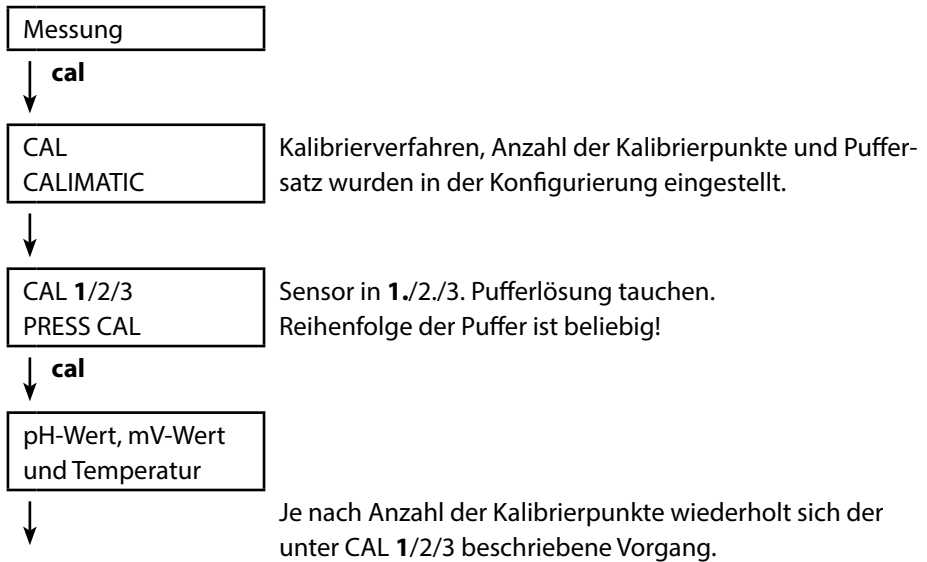 Messung
cal
CAL
CALIMATIC
Kalibrierverfahren, Anzahl der Kalibrierpunkte und Puffer-
satz wurden in der Konfigurierung eingestellt.
CAL 1/2/3
PRESS CAL
Sensor in 1./2./3. Pufferlösung tauchen.
Reihenfolge der Puffer ist beliebig!
cal
pH-Wert, mV-Wert
und Temperatur
Je nach Anzahl der Kalibrierpunkte wiederholt sich der
unter CAL 1/2/3 beschriebene Vorgang.